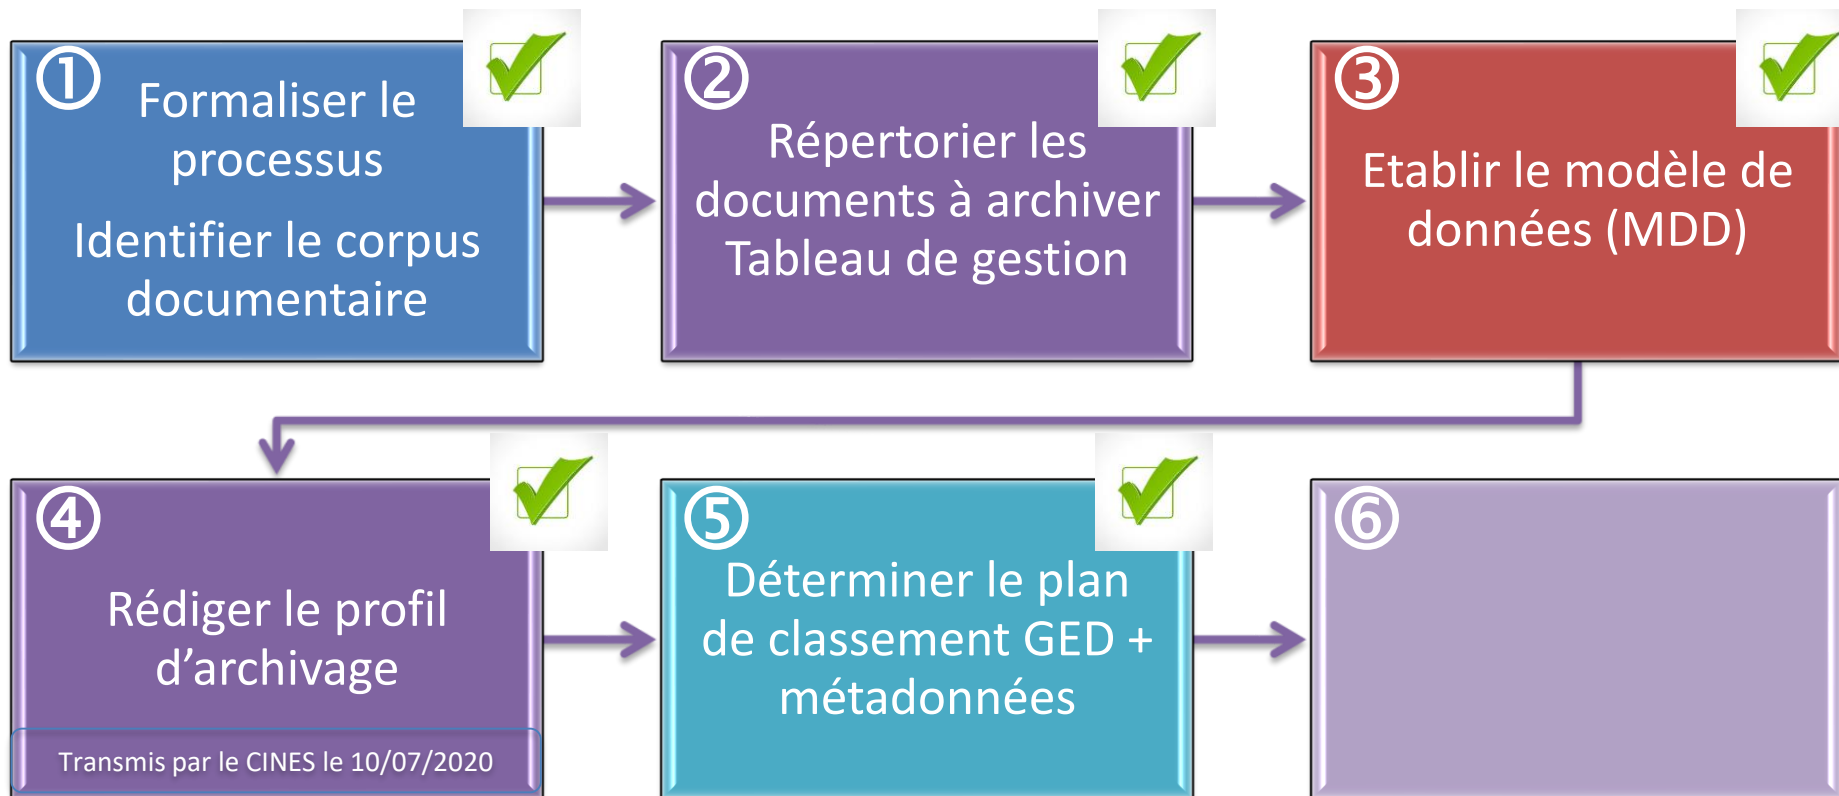 ①
Formaliser le
processus
Identifier le corpus
documentaire
②
Répertorier les
documents à archiver
Tableau de gestion
③
Etablir le modèle de
données (MDD)
④
Rédiger le profil
d’archivage
Transmis par le CINES le 10/07/2020
⑤
Déterminer le plan
de classement GED +
métadonnées
⑥